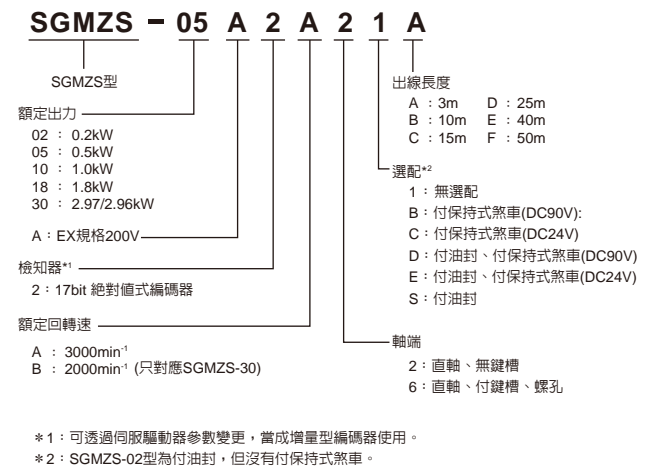 SGMZS - 05 A 2 A 2 1 A
SGMZS型
額定出力
02 : 0.2kW
05 : 0.5kW
10 : 1.0kW
18 : 1.8kW
30 : 2.97/2.96kW
A:EX規格200V
檢知器*1
2:17bit 絕對值式編碼器
額定回轉速
A : 3000min-1
B : 2000min-1 (只對應SGMZS-30)
出線長度
A :3m D :25m
B :10m E :40m
C :15m F :50m
選配*2
1:無選配
B:付保持式煞車(DC90V):
C:付保持式煞車(DC24V)
D:付油封、付保持式煞車(DC90V)
E:付油封、付保持式煞車(DC24V)
S:付油封
軸端
2:直軸、無鍵槽
6:直軸、付鍵槽、螺孔
*1:可透過伺服驅動器參數變更,當成增量型編碼器使用。
*2:SGMZS-02型為付油封,但沒有付保持式煞車。